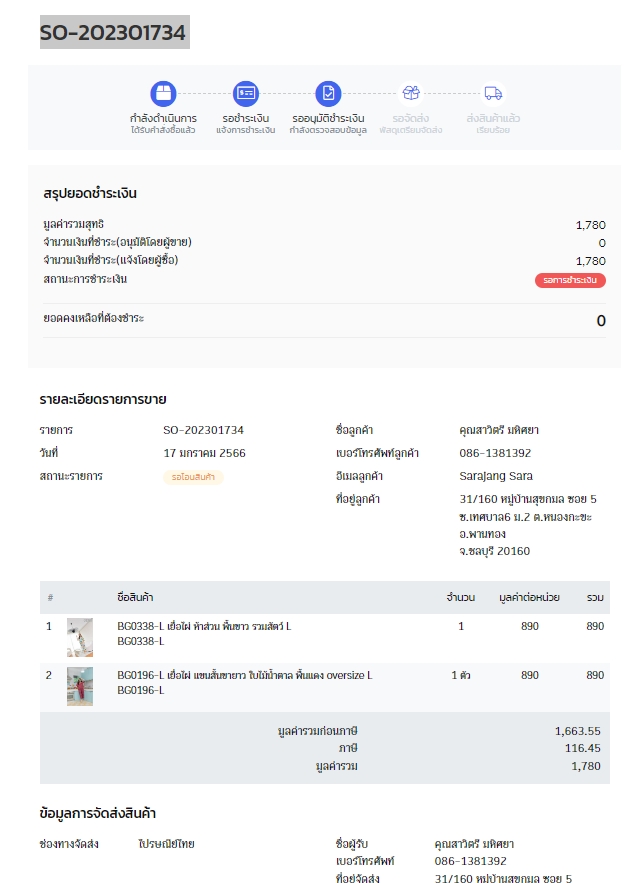 SO-202301734
กำลังดำเนินการ รอชำระเงิน รออนุมัติชำระเงิน รอจัดส่ง ส่งสินค้าแล้ว
ได้รับคำสั่งซื้อแล้ว แจ้งการชำระเงิน กำลังตรวจสอบข้อมูล พัสดุเตรียมจัดส่ง เรียบร้อย
สรุปยอดชำระเงิน
มูลค่ารวมสุทธิ 1,780
จำนวนเงินที่ชำระ(อนุมัติโดยผู้ขาย) 0
จำนวนเงินที่ชำระ(แจ้งโดยผู้ซื้อ) 1,780
สถานะการชำระเงิน รอการชำระเงิน
ยอดคงเหลือที่ต้องชำระ 0
รายละเอียดรายการขาย
รายการ SO-202301734 ชื่อลูกค้า คุณสาวิตรี มหิศยา
วันที่ 17 มกราคม 2566 เบอร์โทรศัพท์ลูกค้า 086-1381392
สถานะรายการ รอโอนสินค้า อีเมลลูกค้า Sarajang Sara
ที่อยู่ลูกค้า 31/160 หมู่บ้านสุขกมล ซอย 5
ซ.เทศบาล6 ม.2 ต.หนองกะขะ
อ.พานทอง
จ.ชลบุรี 20160
# ชื่อสินค้า จำนวน มูลค่าต่อหน่วย รวม
1 BG0338-L เยื่อไผ่ ห้าส่วน พื้นขาว รวมสัตว์ L 1 890 890
BG0338-L
2 BG0196-L เยื่อไผ่ แขนสั้นขายาว ใบไม้น้ำตาล พื้นแดง oversize L 1 ตัว 890 890
BG0196-L
มูลค่ารวมก่อนภาษี 1,663.55
ภาษี 116.45
มูลค่ารวม 1,780
ข้อมูลการจัดส่งสินค้า
ช่องทางจัดส่ง ไปรษณีย์ไทย ชื่อผู้รับ คุณสาวิตรี มหิศยา
เบอร์โทรศัพท์ 086-1381392
ที่อยู่จัดส่ง 31/160 หมู่บ้านสุขกมล ซอย 5